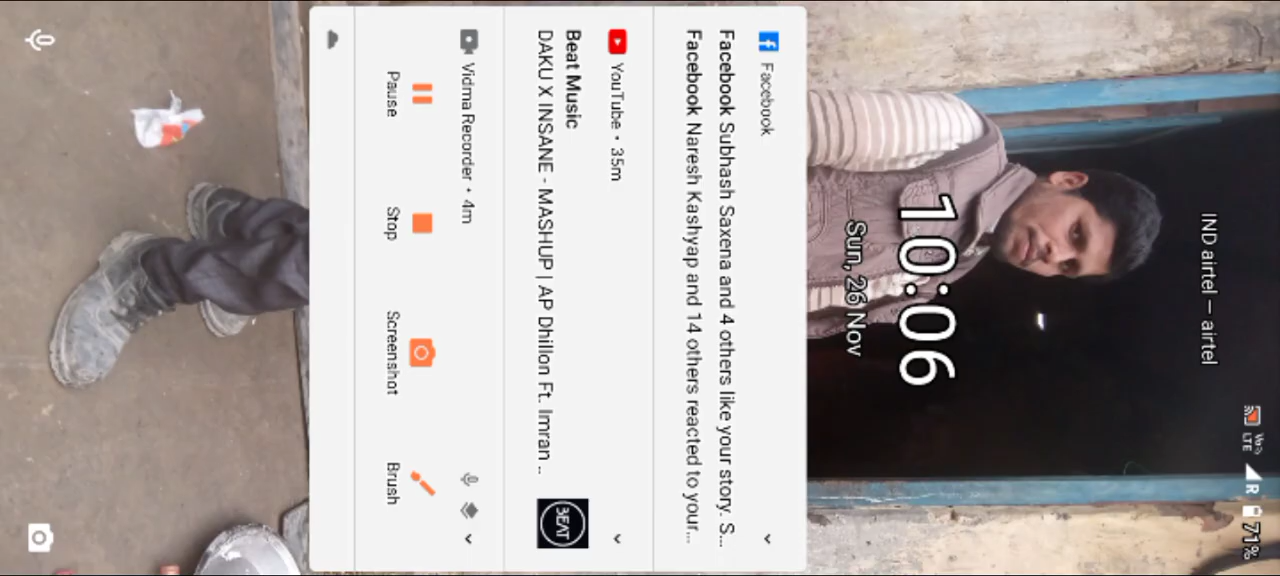 IND airtel — airtel
Vo
LTE
R
71%
10:06
Sun, 26 Nov
Facebook
Facebook Subhash Saxena and 4 others like your story. S...
Facebook Naresh Kashyap and 14 others reacted to your...
YouTube • 35m
Beat Music
DAKU X INSANE - MASHUP | AP Dhillon Ft. Imran ..
BEAT
Vidma Recorder • 4m
Pause
Stop
Screenshot
Brush